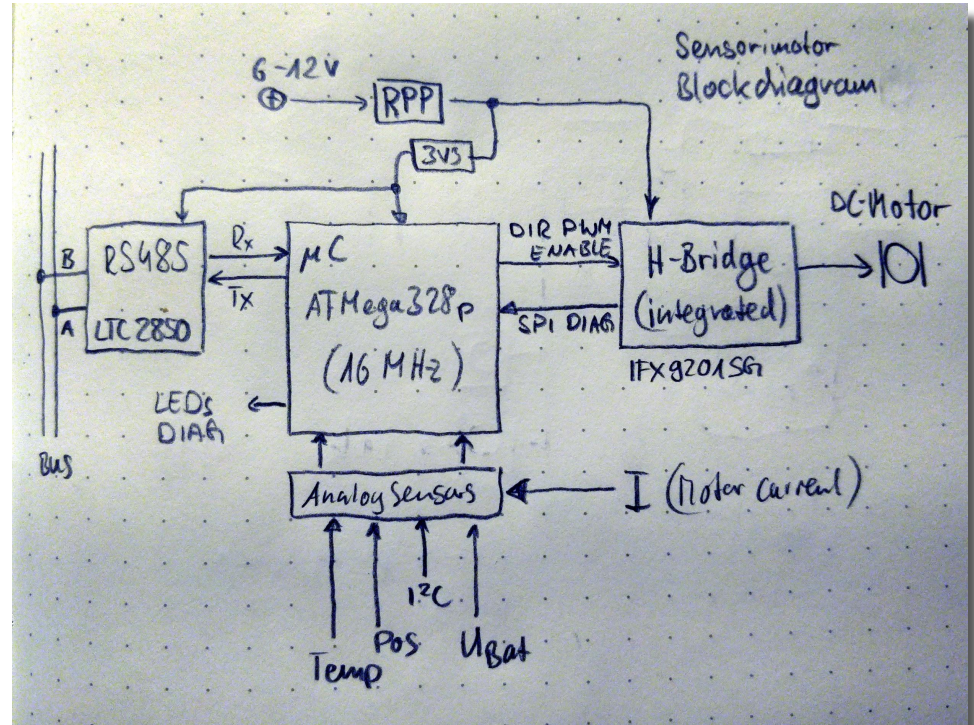 Sensorimotor
Blockdiagram
6-12V
+
RPP
3V3
DC-Motor
B
A
RS485
LTC2850
Rx
Tx
µC
ATMega328p
(16 MHz)
DIR PWM
ENABLE
SPI DIAG
H-Bridge
(integrated)
IFX9201SG
LEDs
DIAG
Bus
Analog Sensors
I (Motor Current)
I²C
Temp
Pos
UBat